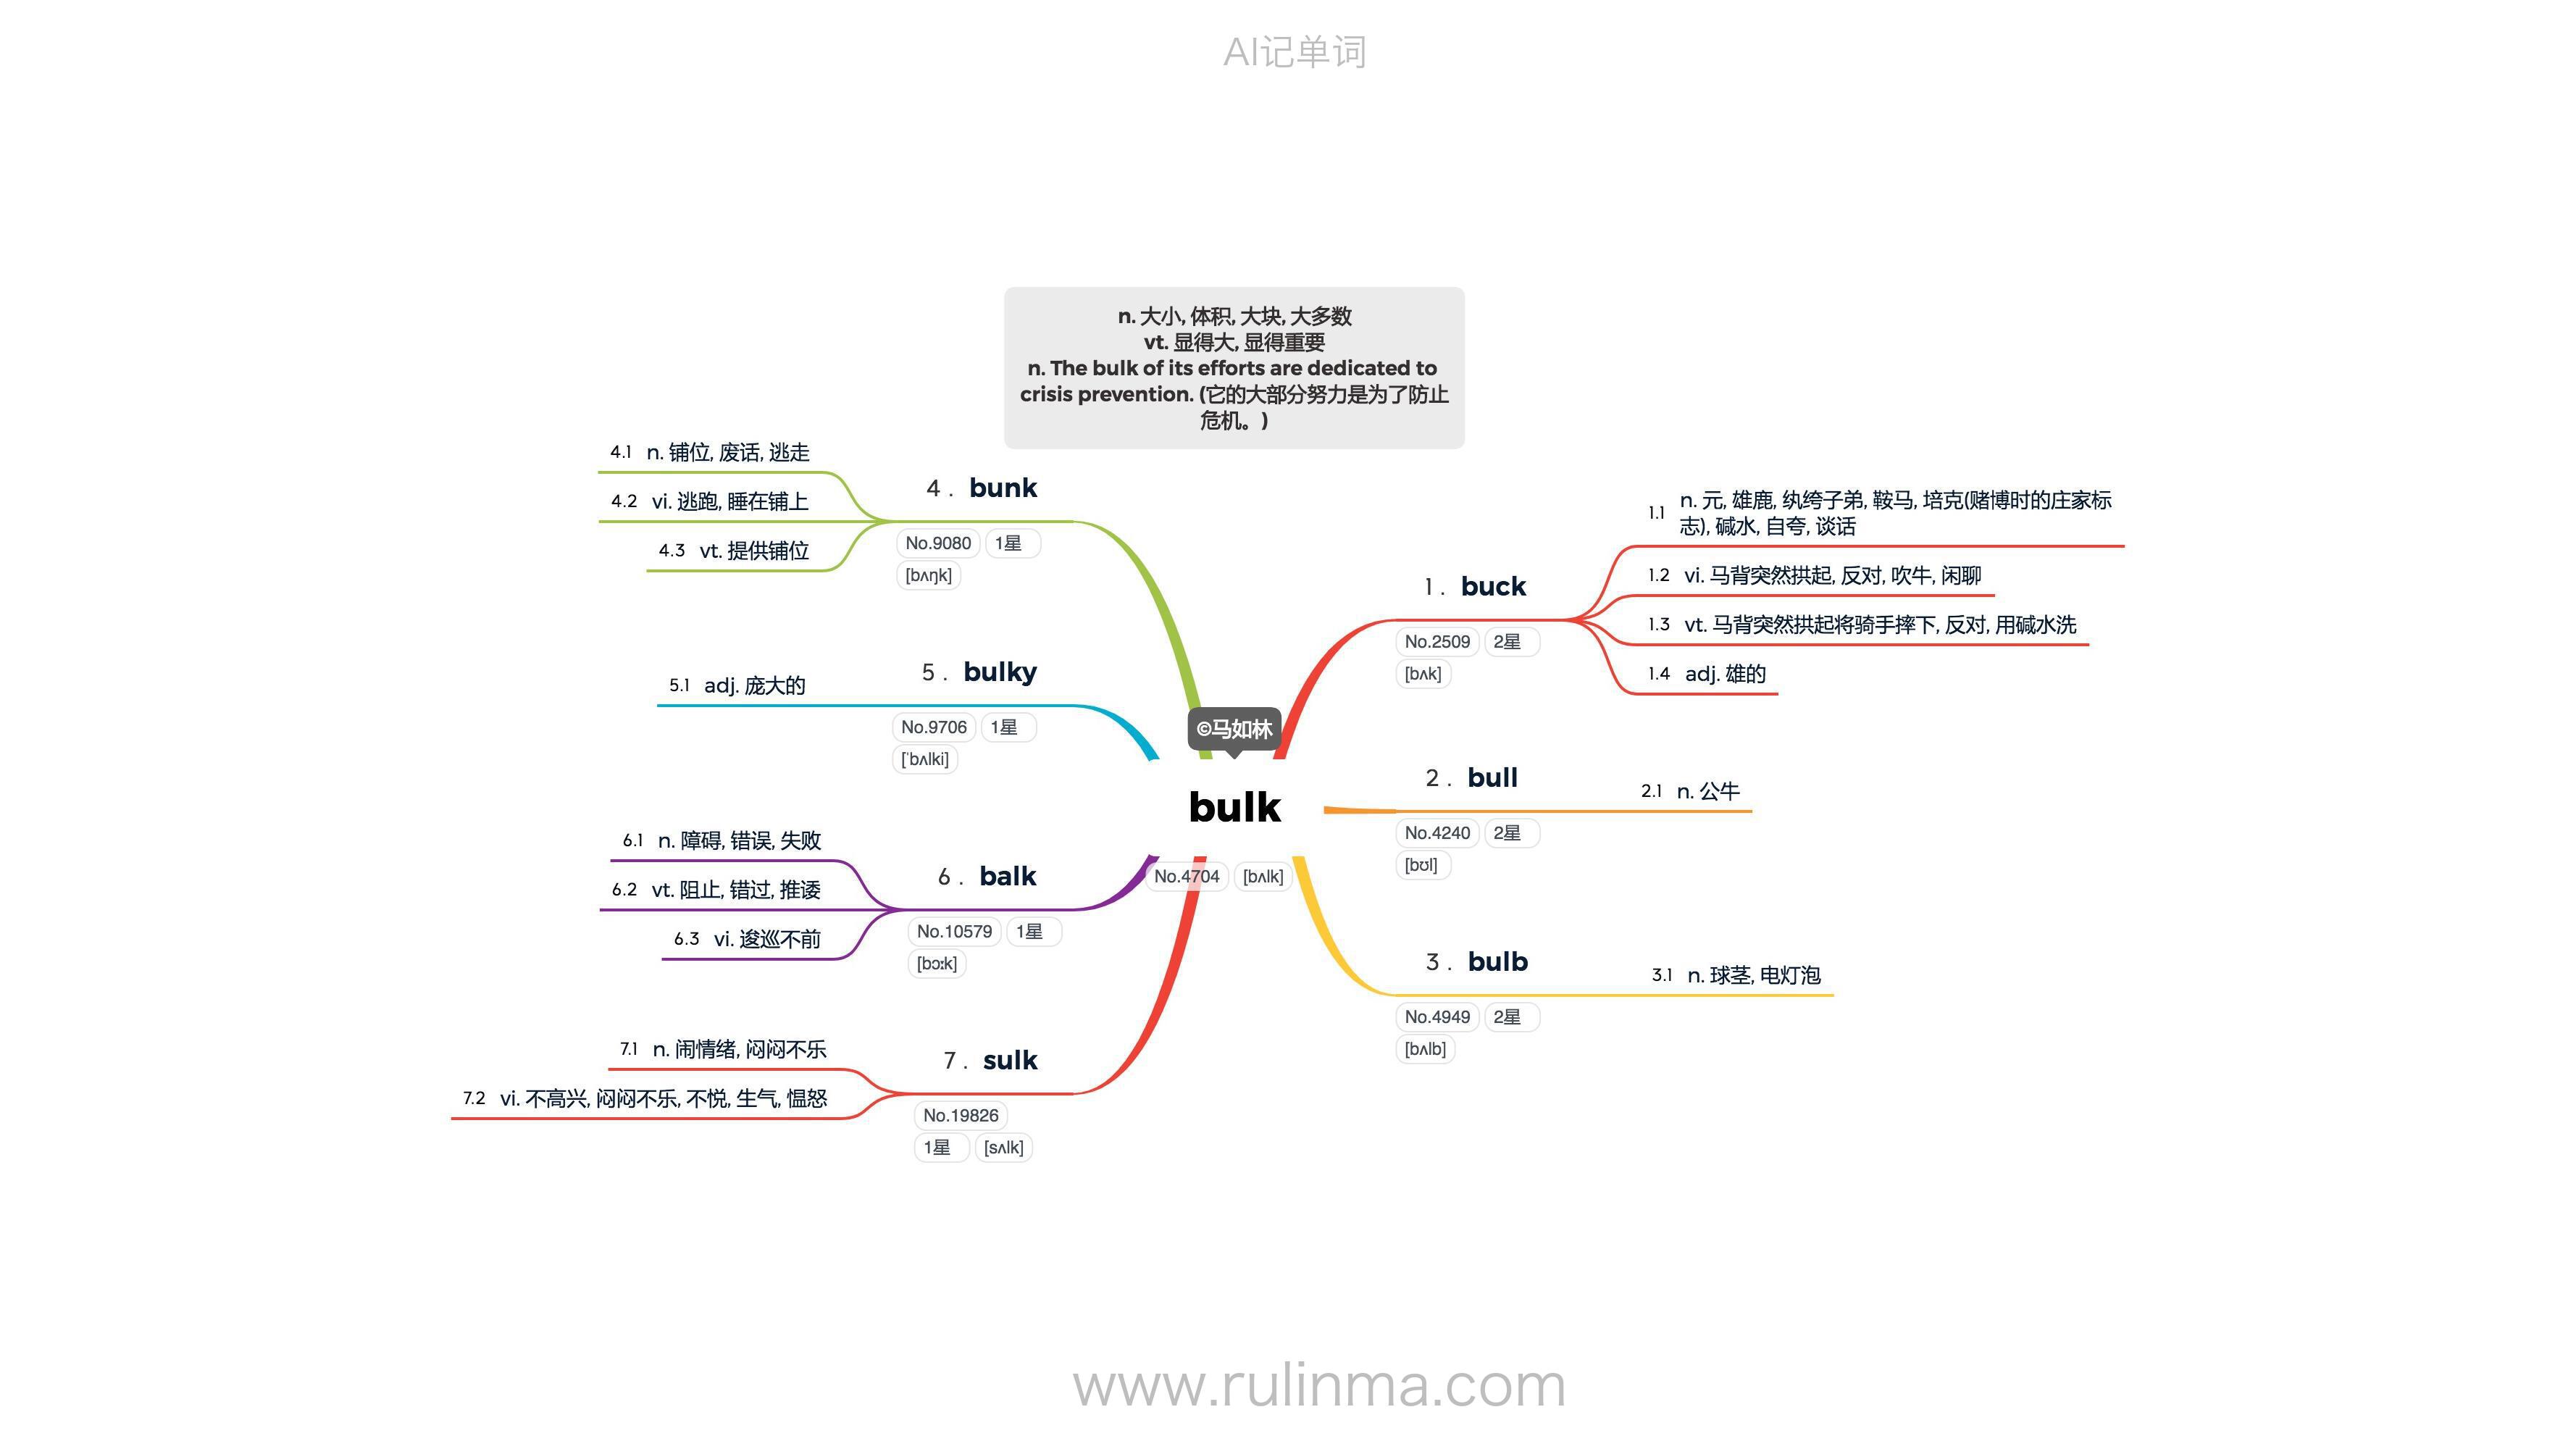 AI记单词
n. 大小, 体积, 大块, 大多数
vt. 显得大, 显得重要
n. The bulk of its efforts are dedicated to
crisis prevention. (它的大部分努力是为了防止
危机。)
©马如林
bulk
No.4704 [bʌlk]
1. buck
No.2509 2星
[bʌk]
1.1 n. 元, 雄鹿, 纨绔子弟, 鞍马, 培克(赌博时的庄家标
志), 碱水, 自夸, 谈话
1.2 vi. 马背突然拱起, 反对, 吹牛, 闲聊
1.3 vt. 马背突然拱起将骑手摔下, 反对, 用碱水洗
1.4 adj. 雄的
2. bull
No.4240 2星
[bʊl]
2.1 n. 公牛
3. bulb
No.4949 2星
[bʌlb]
3.1 n. 球茎, 电灯泡
4. bunk
No.9080 1星
[bʌŋk]
4.1 n. 铺位, 废话, 逃走
4.2 vi. 逃跑, 睡在铺上
4.3 vt. 提供铺位
5. bulky
No.9706 1星
[ˈbʌlki]
5.1 adj. 庞大的
6. balk
No.10579 1星
[bɔːk]
6.1 n. 障碍, 错误, 失败
6.2 vt. 阻止, 错过, 推诿
6.3 vi. 逡巡不前
7. sulk
No.19826
1星 [sʌlk]
7.1 n. 闹情绪, 闷闷不乐
7.2 vi. 不高兴, 闷闷不乐, 不悦, 生气, 愠怒
www.rulinma.com